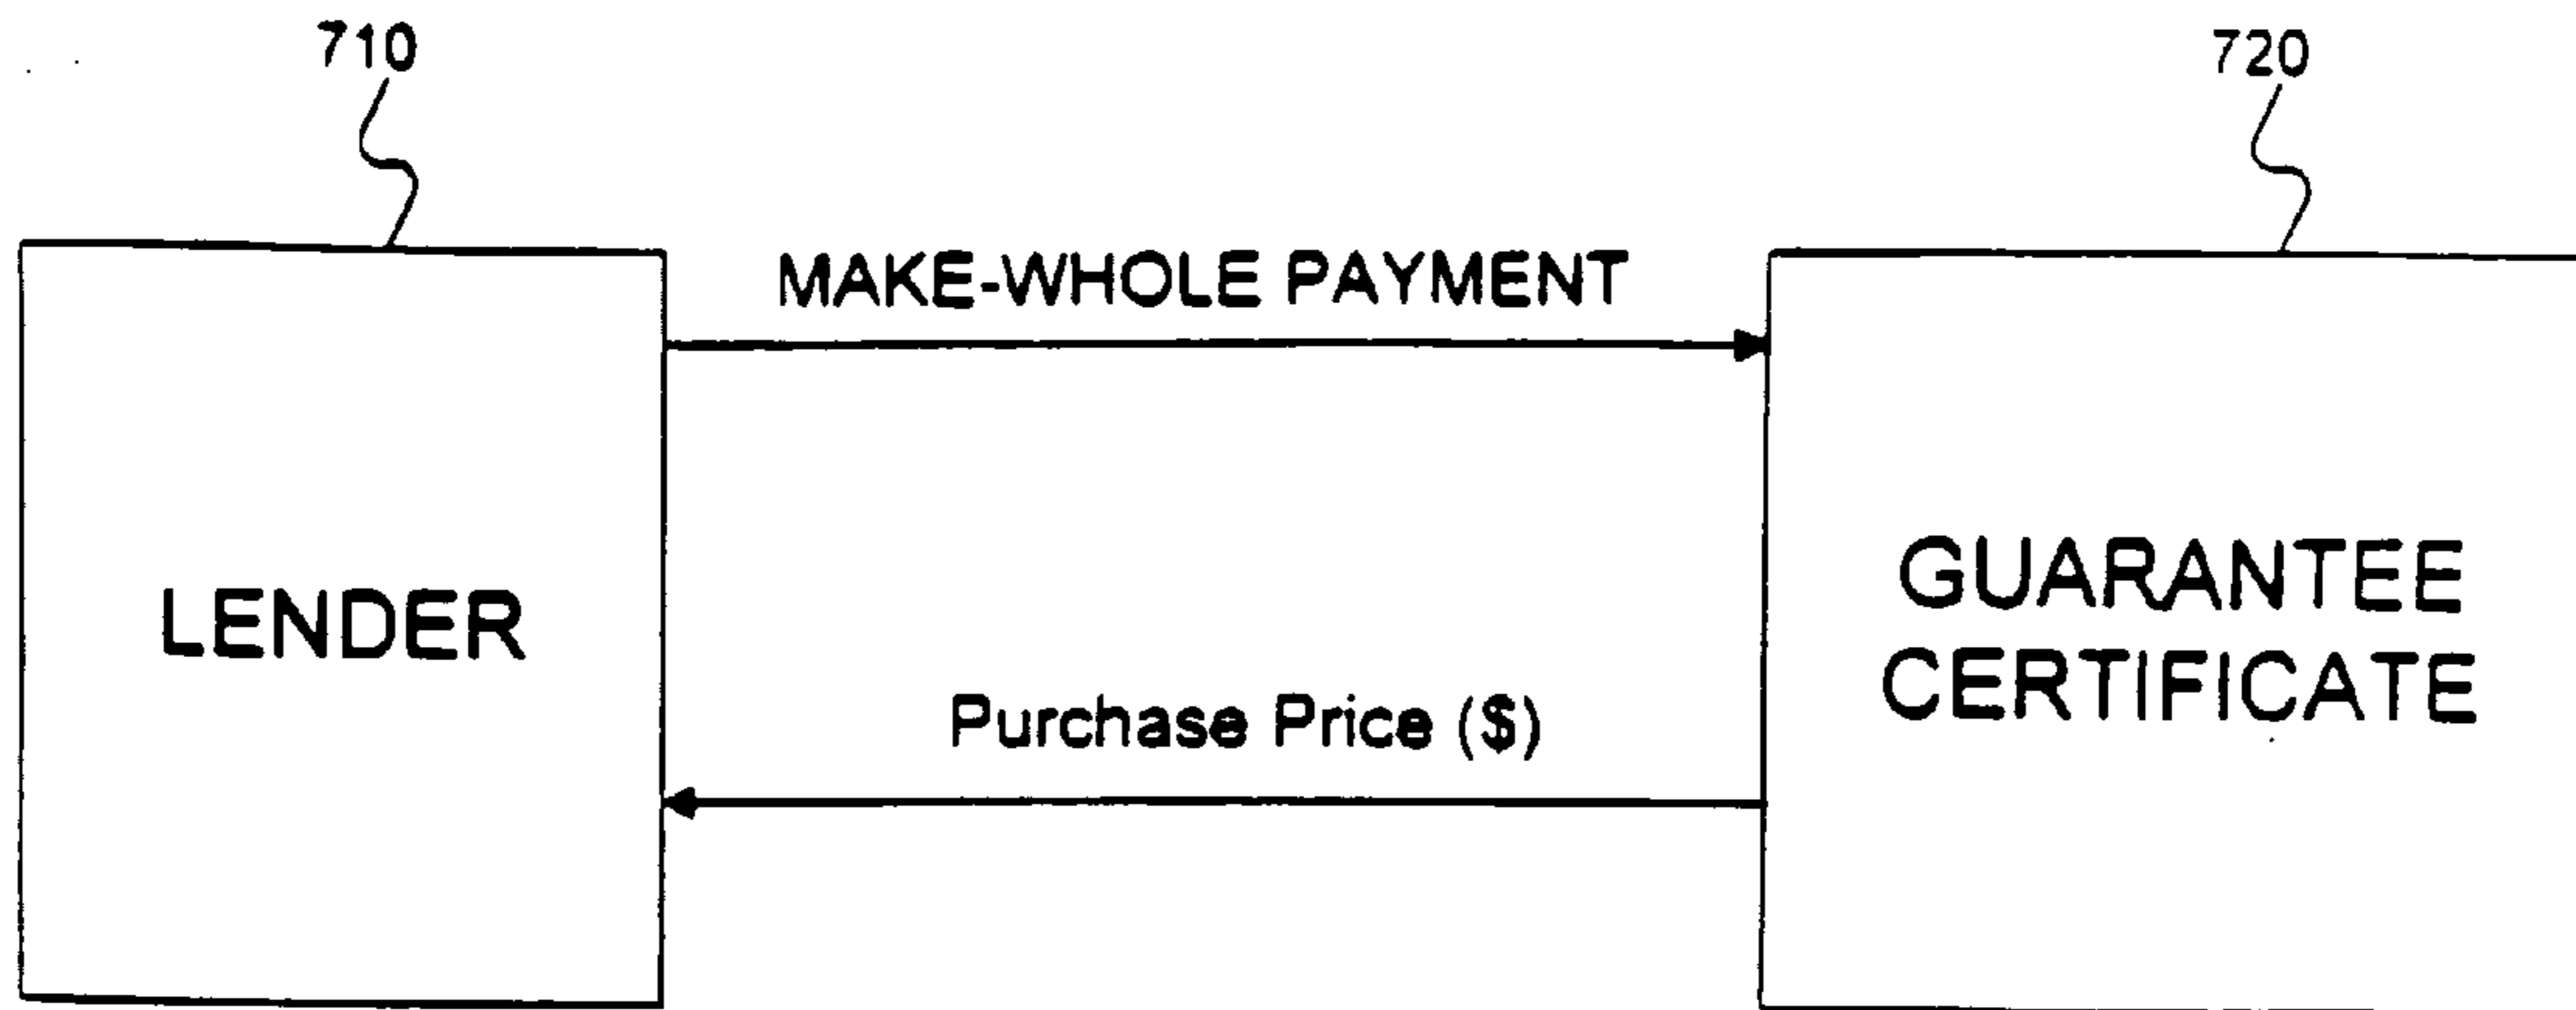 710
720
MAKE-WHOLE PAYMENT
LENDER
GUARANTEE
CERTIFICATE
Purchase Price ($)